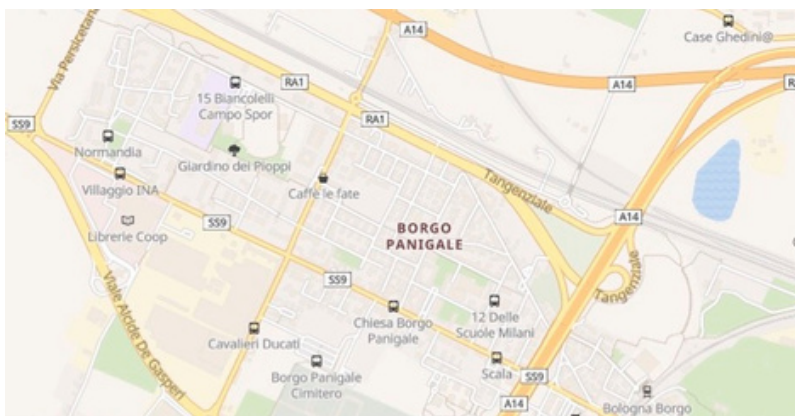 Via Persicetana
A14
Case Ghedini@
RA1
15 Biancolelli
Campo Spor
A14
SS9
RA1
Normandia
Giardino dei Pioppi
Villaggio INA
Caffè le fate
Tangenziale
SS9
A14
Librerie Coop
BORGO
PANIGALE
Viale Alcide De Gasperi
SS9
Tangenziale
Chiesa Borgo
Panigale
12 Delle
Scuole Milani
Cavalieri Ducati
Borgo Panigale
Cimitero
Scala
SS9
A14
Bologna Borgo